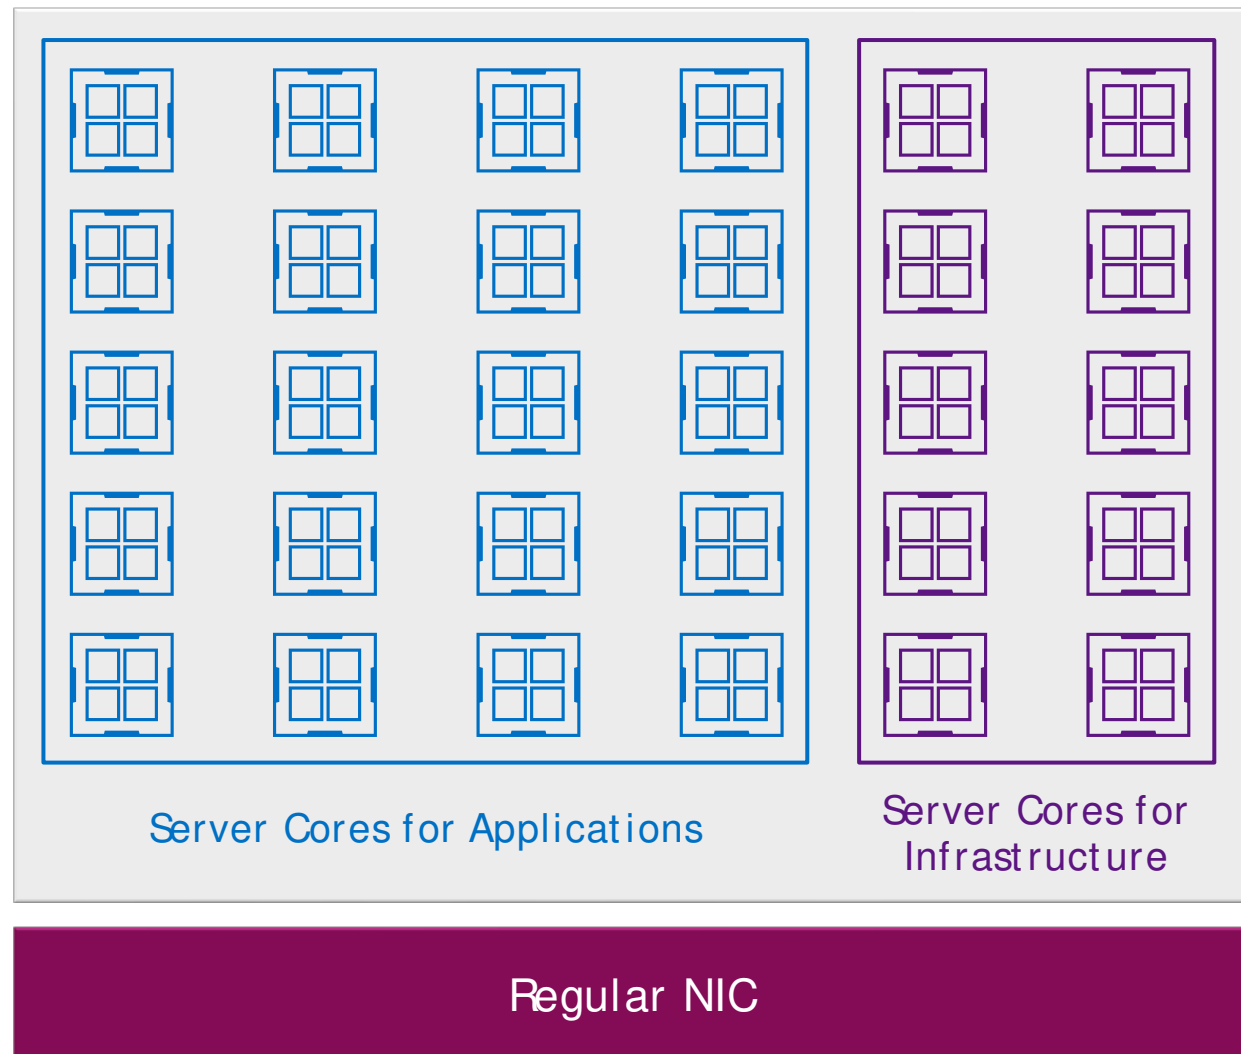 Server Cores for Applications
Server Cores for
Infrastructure
Regular NIC